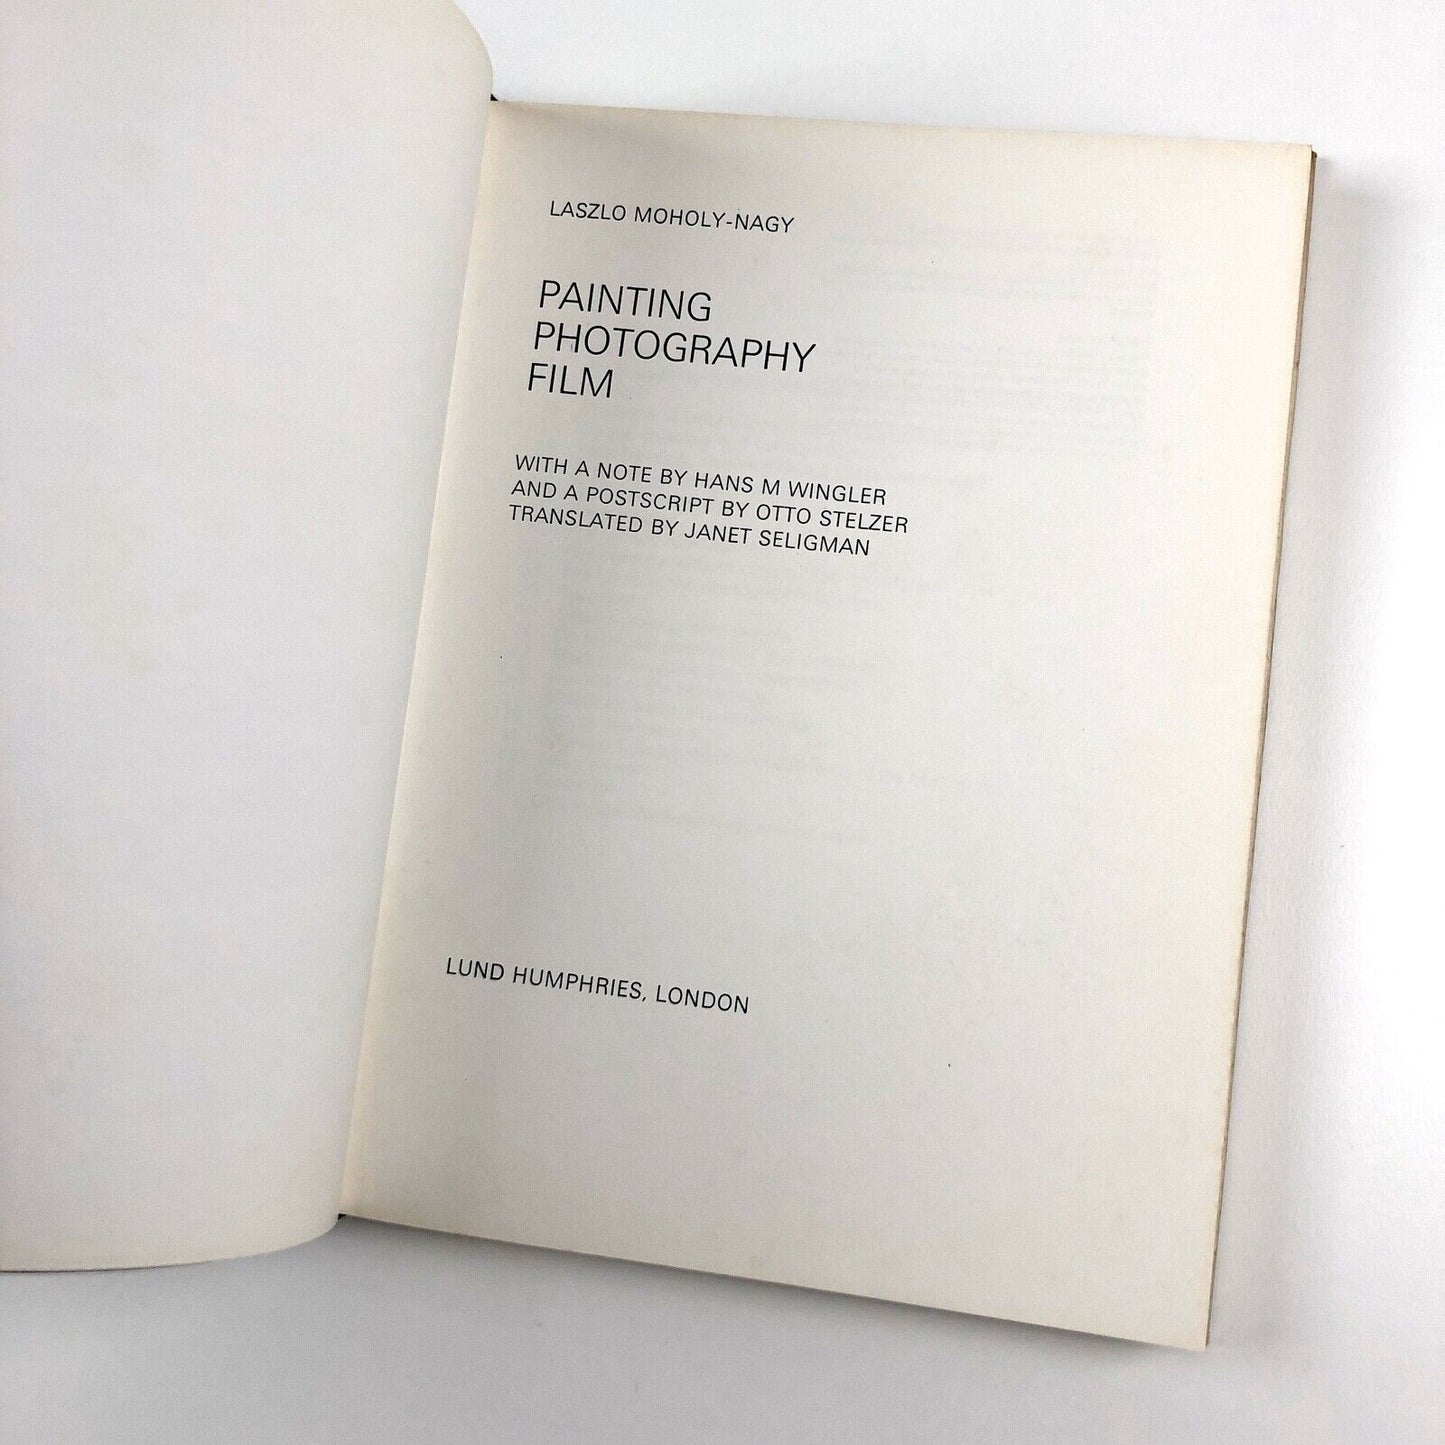 LASZLO MOHOLY-NAGY
PAINTING
PHOTOGRAPHY
FILM
WITH A NOTE BY HANS M WINGLER
AND A POSTSCRIPT BY OTTO STELZER
TRANSLATED BY JANET SELIGMAN
LUND HUMPHRIES, LONDON